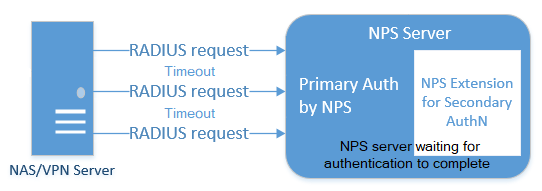 NPS Server
RADIUS request
Timeout
RADIUS request
Timeout
RADIUS request
Primary Auth
by NPS
NPS Extension
for Secondary
AuthN
NPS server waiting for
authentication to complete
NAS/VPN Server